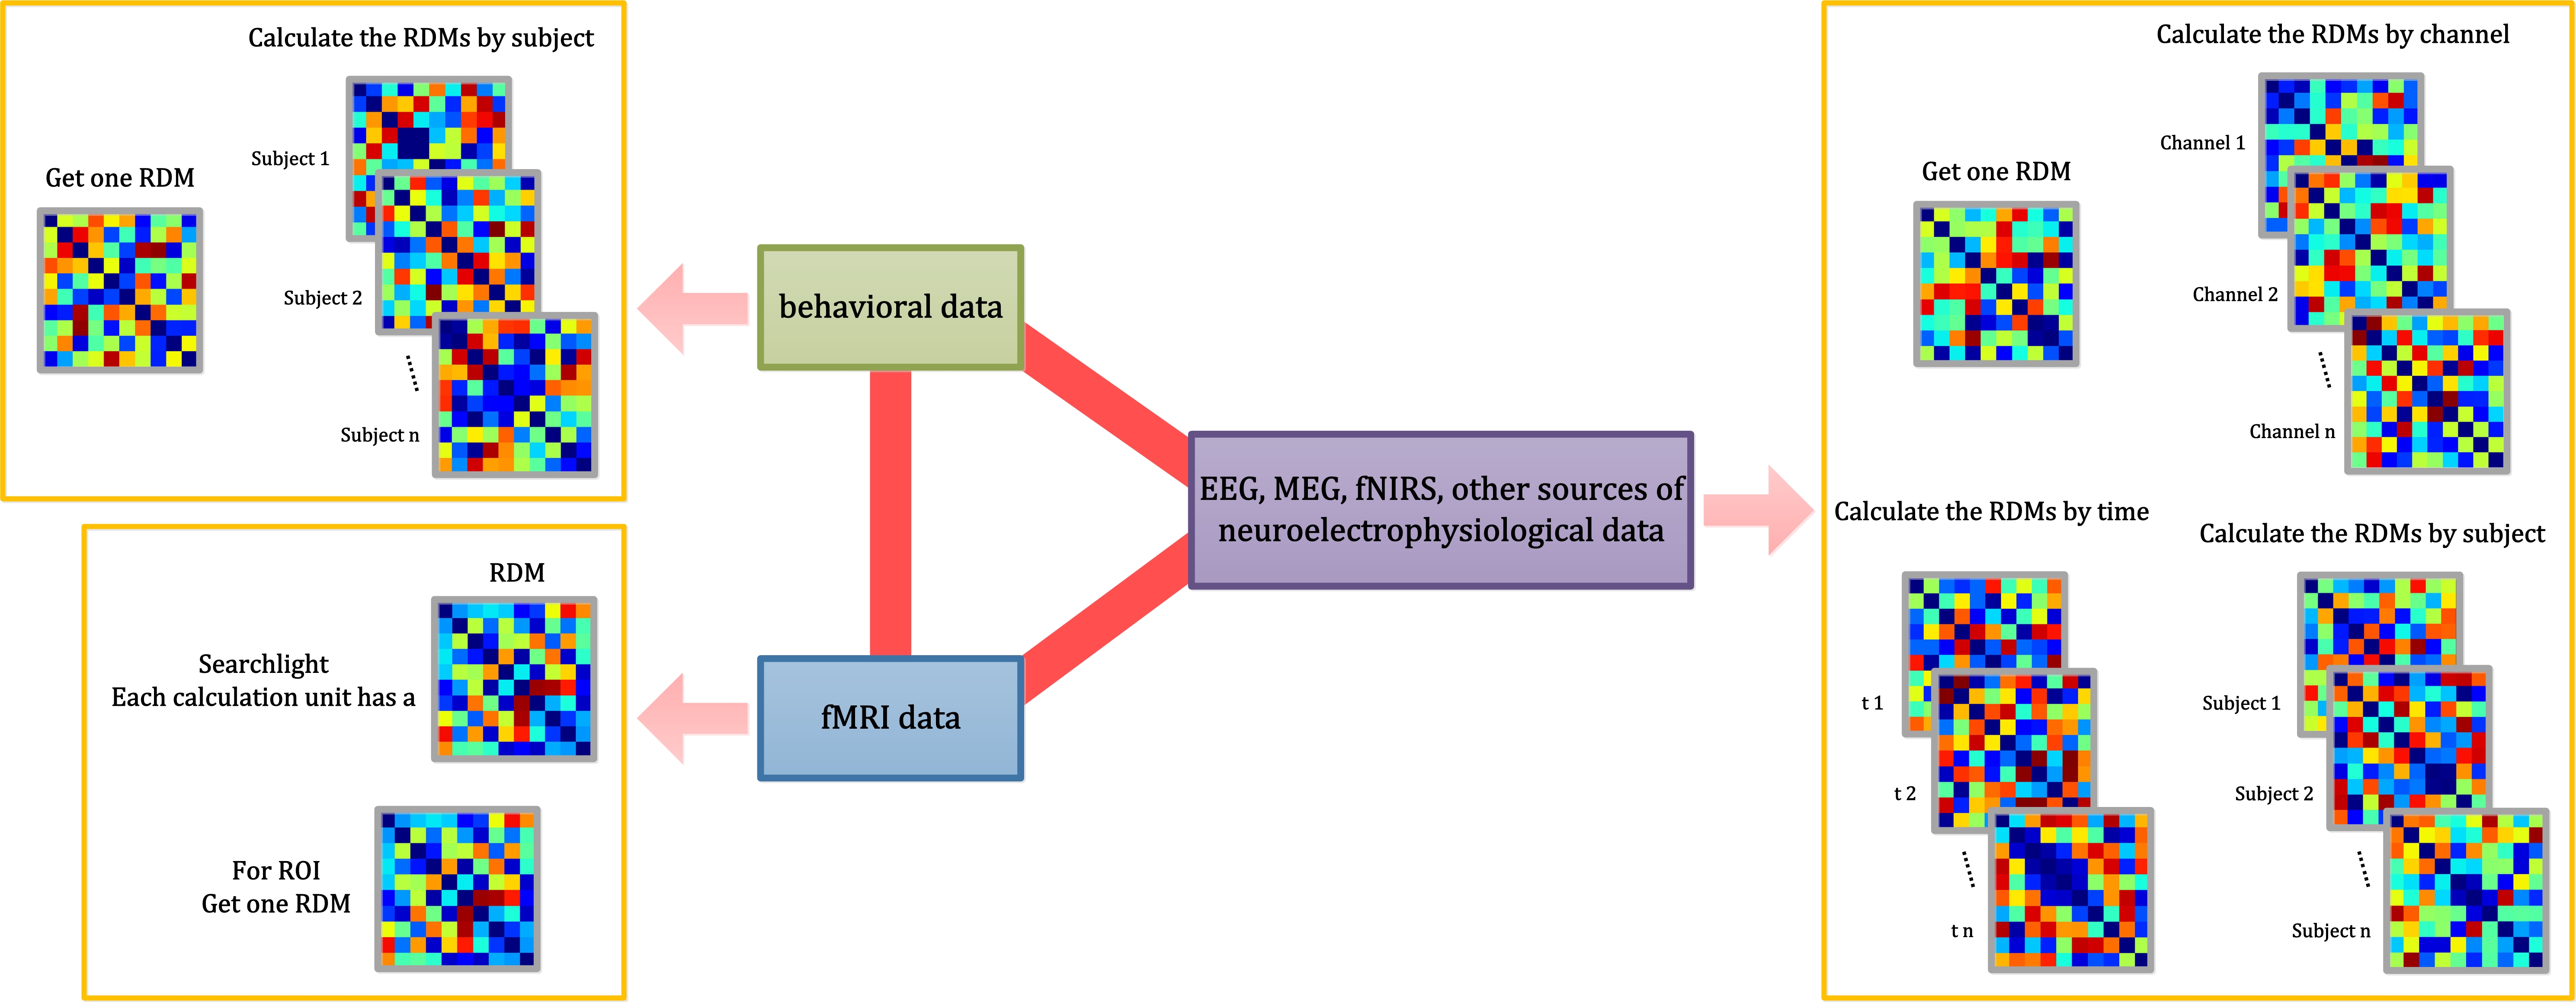 Calculate the RDMs by subject
Subject 1
Get one RDM
Subject 2
Subject n
RDM
Searchlight
Each calculation unit has a
For ROI
Get one RDM
behavioral data
EEG, MEG, fNIRS, other sources of
neuroelectrophysiological data
fMRI data
Calculate the RDMs by channel
Channel 1
Get one RDM
Channel 2
Channel n
Calculate the RDMs by time
t 1
t 2
t n
Calculate the RDMs by subject
Subject 1
Subject 2
Subject n